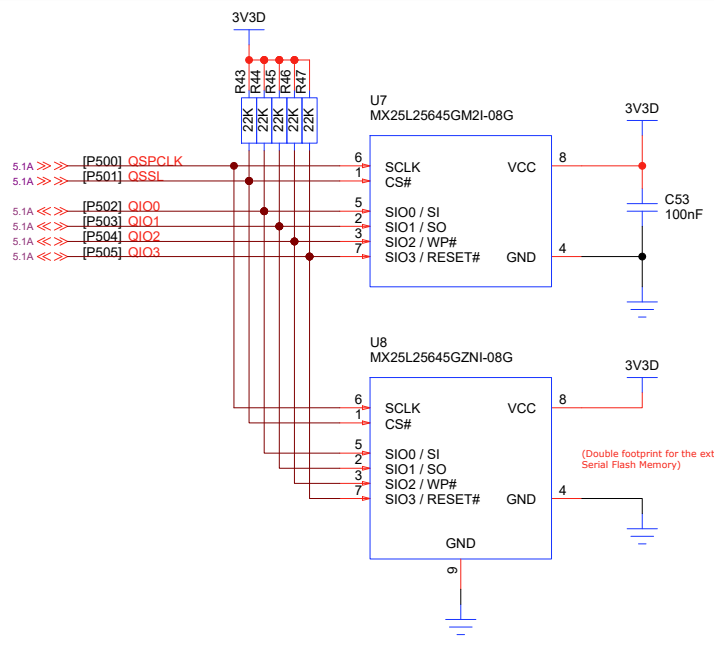 3V3D
R43
R44
R45
R46
R47
22K
22K
22K
22K
22K
U7
MX25L25645GM2I-08G
3V3D
5.1A [P500] QSPCLK 6 SCLK VCC 8
5.1A [P501] QSSL 1 CS#
C53
100nF
5.1A [P502] QIO0 5 SIO0 / SI
5.1A [P503] QIO1 2 SIO1 / SO
5.1A [P504] QIO2 3 SIO2 / WP#
5.1A [P505] QIO3 7 SIO3 / RESET# GND 4
U8
MX25L25645GZNI-08G
3V3D
6 SCLK VCC 8
1 CS#
5 SIO0 / SI
2 SIO1 / SO
3 SIO2 / WP#
7 SIO3 / RESET# GND 4
(Double footprint for the ext
Serial Flash Memory)
GND
9